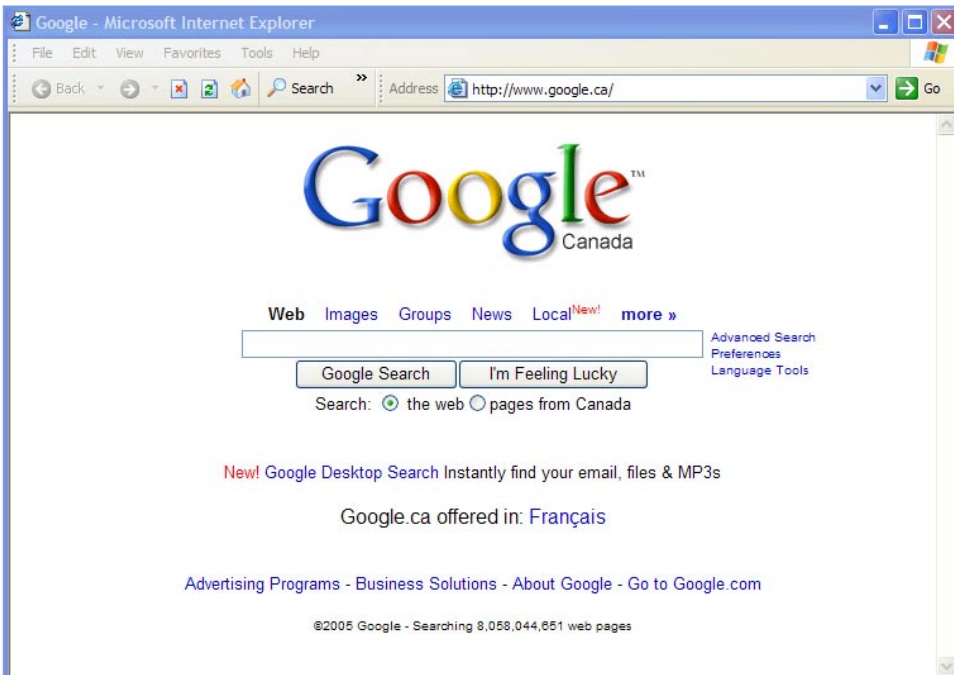 Google - Microsoft Internet Explorer
File Edit View Favorites Tools Help
Back Search » Address http://www.google.ca/ Go
Google™
Canada
Web Images Groups News Local New! more »
Advanced Search
Preferences
Language Tools
Google Search I'm Feeling Lucky
Search: the web pages from Canada
New! Google Desktop Search Instantly find your email, files & MP3s
Google.ca offered in: Français
Advertising Programs - Business Solutions - About Google - Go to Google.com
©2005 Google - Searching 8,058,044,651 web pages